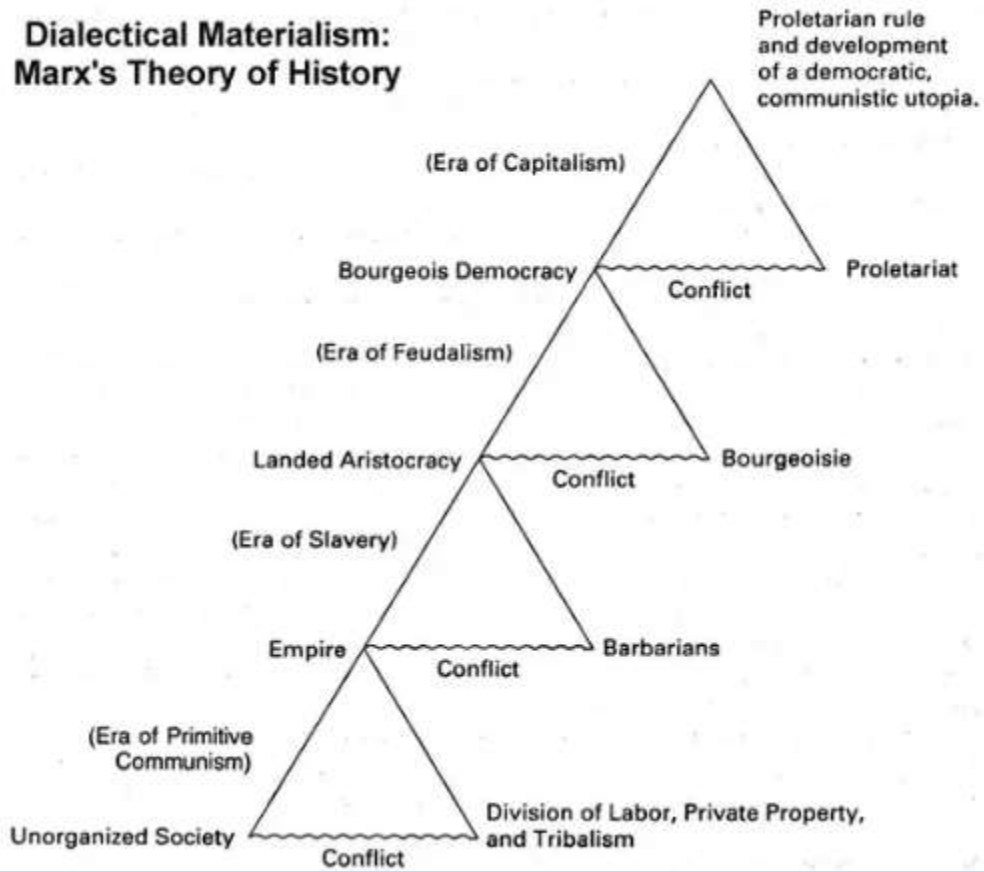 Dialectical Materialism:
Marx's Theory of History
Proletarian rule
and development
of a democratic,
communistic utopia.
(Era of Capitalism)
Bourgeois Democracy
Proletariat
Conflict
(Era of Feudalism)
Landed Aristocracy
Bourgeoisie
Conflict
(Era of Slavery)
Empire
Barbarians
Conflict
(Era of Primitive
Communism)
Unorganized Society
Division of Labor, Private Property,
and Tribalism
Conflict